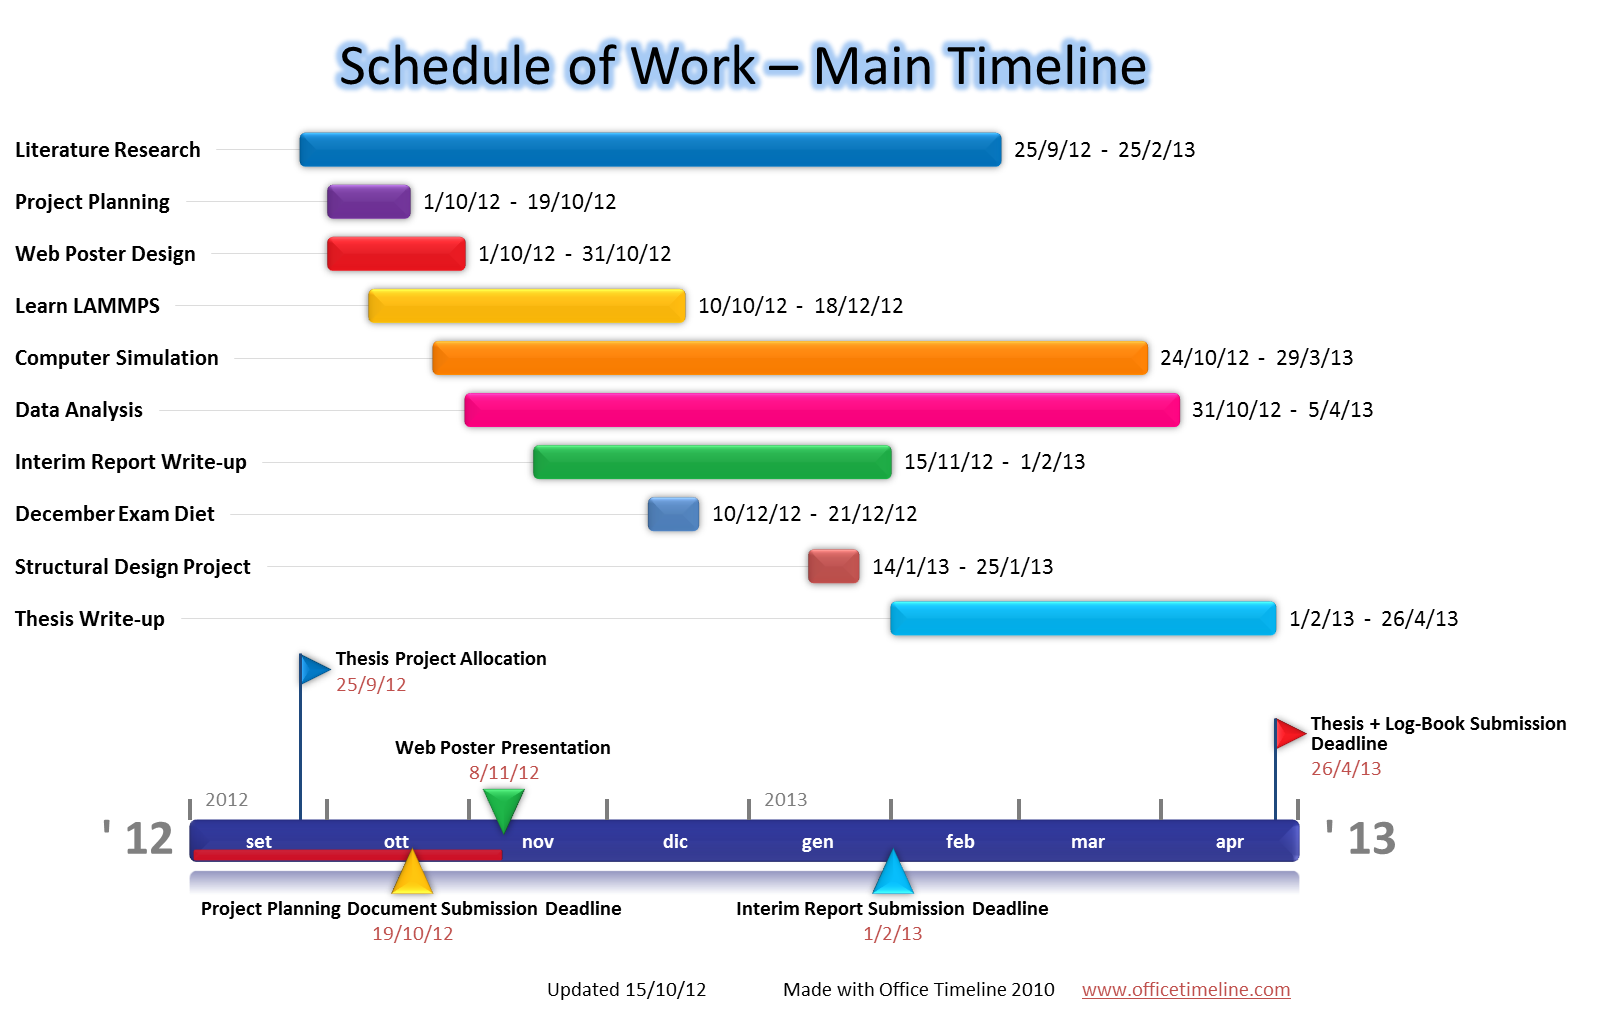 Schedule of Work – Main Timeline
Literature Research 25/9/12 - 25/2/13
Project Planning 1/10/12 - 19/10/12
Web Poster Design 1/10/12 - 31/10/12
Learn LAMMPS 10/10/12 - 18/12/12
Computer Simulation 24/10/12 - 29/3/13
Data Analysis 31/10/12 - 5/4/13
Interim Report Write-up 15/11/12 - 1/2/13
December Exam Diet 10/12/12 - 21/12/12
Structural Design Project 14/1/13 - 25/1/13
Thesis Write-up 1/2/13 - 26/4/13
Thesis Project Allocation
25/9/12
Thesis + Log-Book Submission
Deadline
26/4/13
Web Poster Presentation
8/11/12
2012 2013
' 12 set ott nov dic gen feb mar apr ' 13
Project Planning Document Submission Deadline
19/10/12
Interim Report Submission Deadline
1/2/13
Updated 15/10/12 Made with Office Timeline 2010 www.officetimeline.com